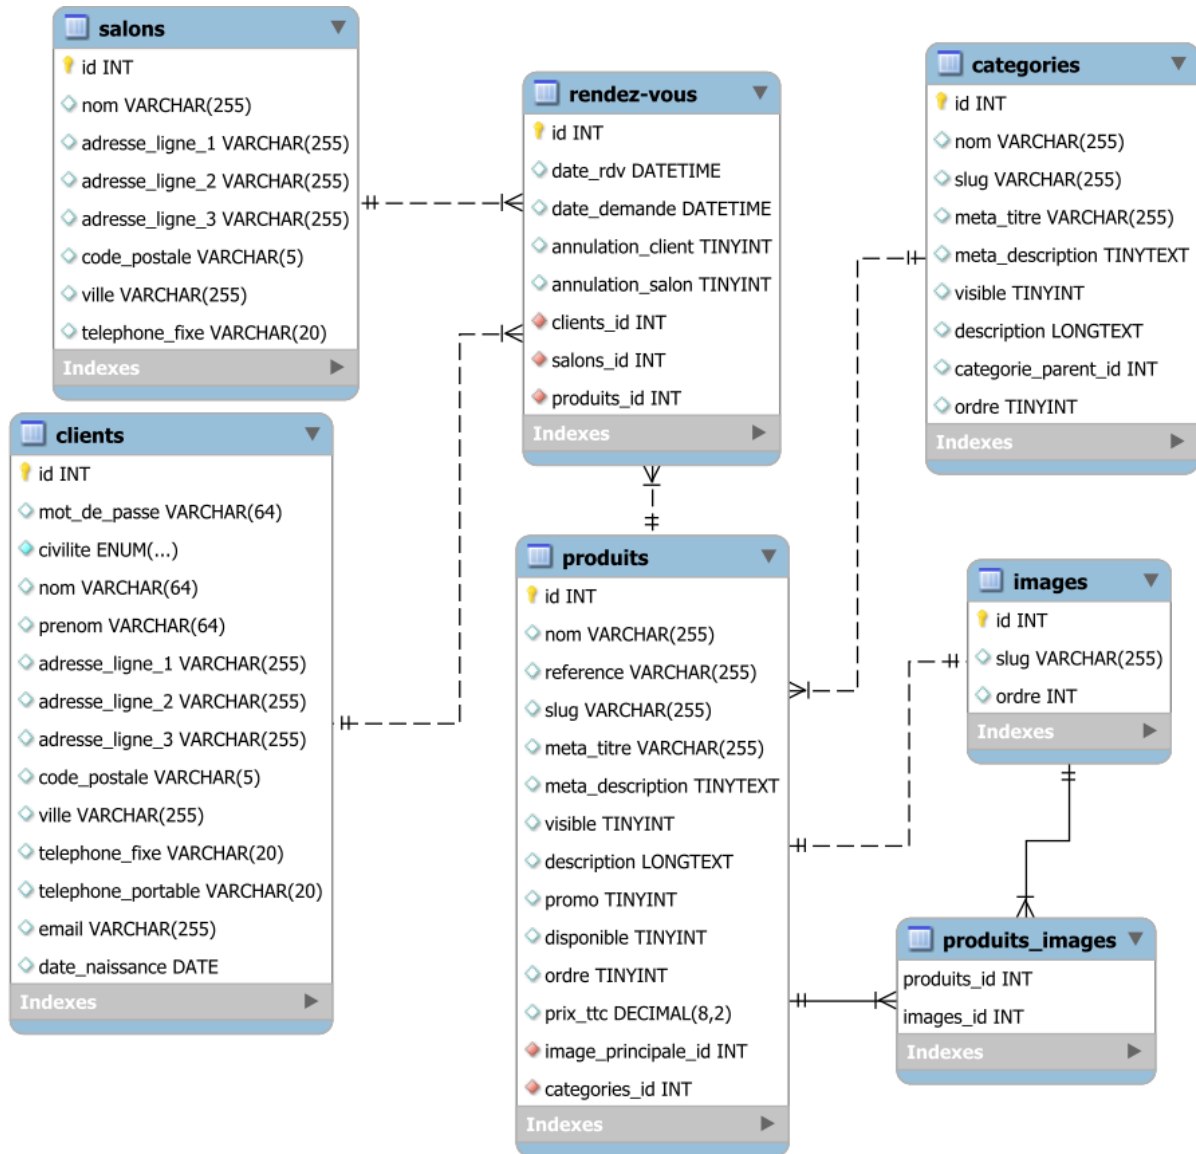 salons
id INT
nom VARCHAR(255)
adresse_ligne_1 VARCHAR(255)
adresse_ligne_2 VARCHAR(255)
adresse_ligne_3 VARCHAR(255)
code_postale VARCHAR(5)
ville VARCHAR(255)
telephone_fixe VARCHAR(20)
Indexes
clients
id INT
mot_de_passe VARCHAR(64)
civilite ENUM(...)
nom VARCHAR(64)
prenom VARCHAR(64)
adresse_ligne_1 VARCHAR(255)
adresse_ligne_2 VARCHAR(255)
adresse_ligne_3 VARCHAR(255)
code_postale VARCHAR(5)
ville VARCHAR(255)
telephone_fixe VARCHAR(20)
telephone_portable VARCHAR(20)
email VARCHAR(255)
date_naissance DATE
Indexes
rendez-vous
id INT
date_rdv DATETIME
date_demande DATETIME
annulation_client TINYINT
annulation_salon TINYINT
clients_id INT
salons_id INT
produits_id INT
Indexes
produits
id INT
nom VARCHAR(255)
reference VARCHAR(255)
slug VARCHAR(255)
meta_titre VARCHAR(255)
meta_description TINYTEXT
visible TINYINT
description LONGTEXT
promo TINYINT
disponible TINYINT
ordre TINYINT
prix_ttc DECIMAL(8,2)
image_principale_id INT
categories_id INT
Indexes
categories
id INT
nom VARCHAR(255)
slug VARCHAR(255)
meta_titre VARCHAR(255)
meta_description TINYTEXT
visible TINYINT
description LONGTEXT
categorie_parent_id INT
ordre TINYINT
Indexes
images
id INT
slug VARCHAR(255)
ordre INT
Indexes
produits_images
produits_id INT
images_id INT
Indexes